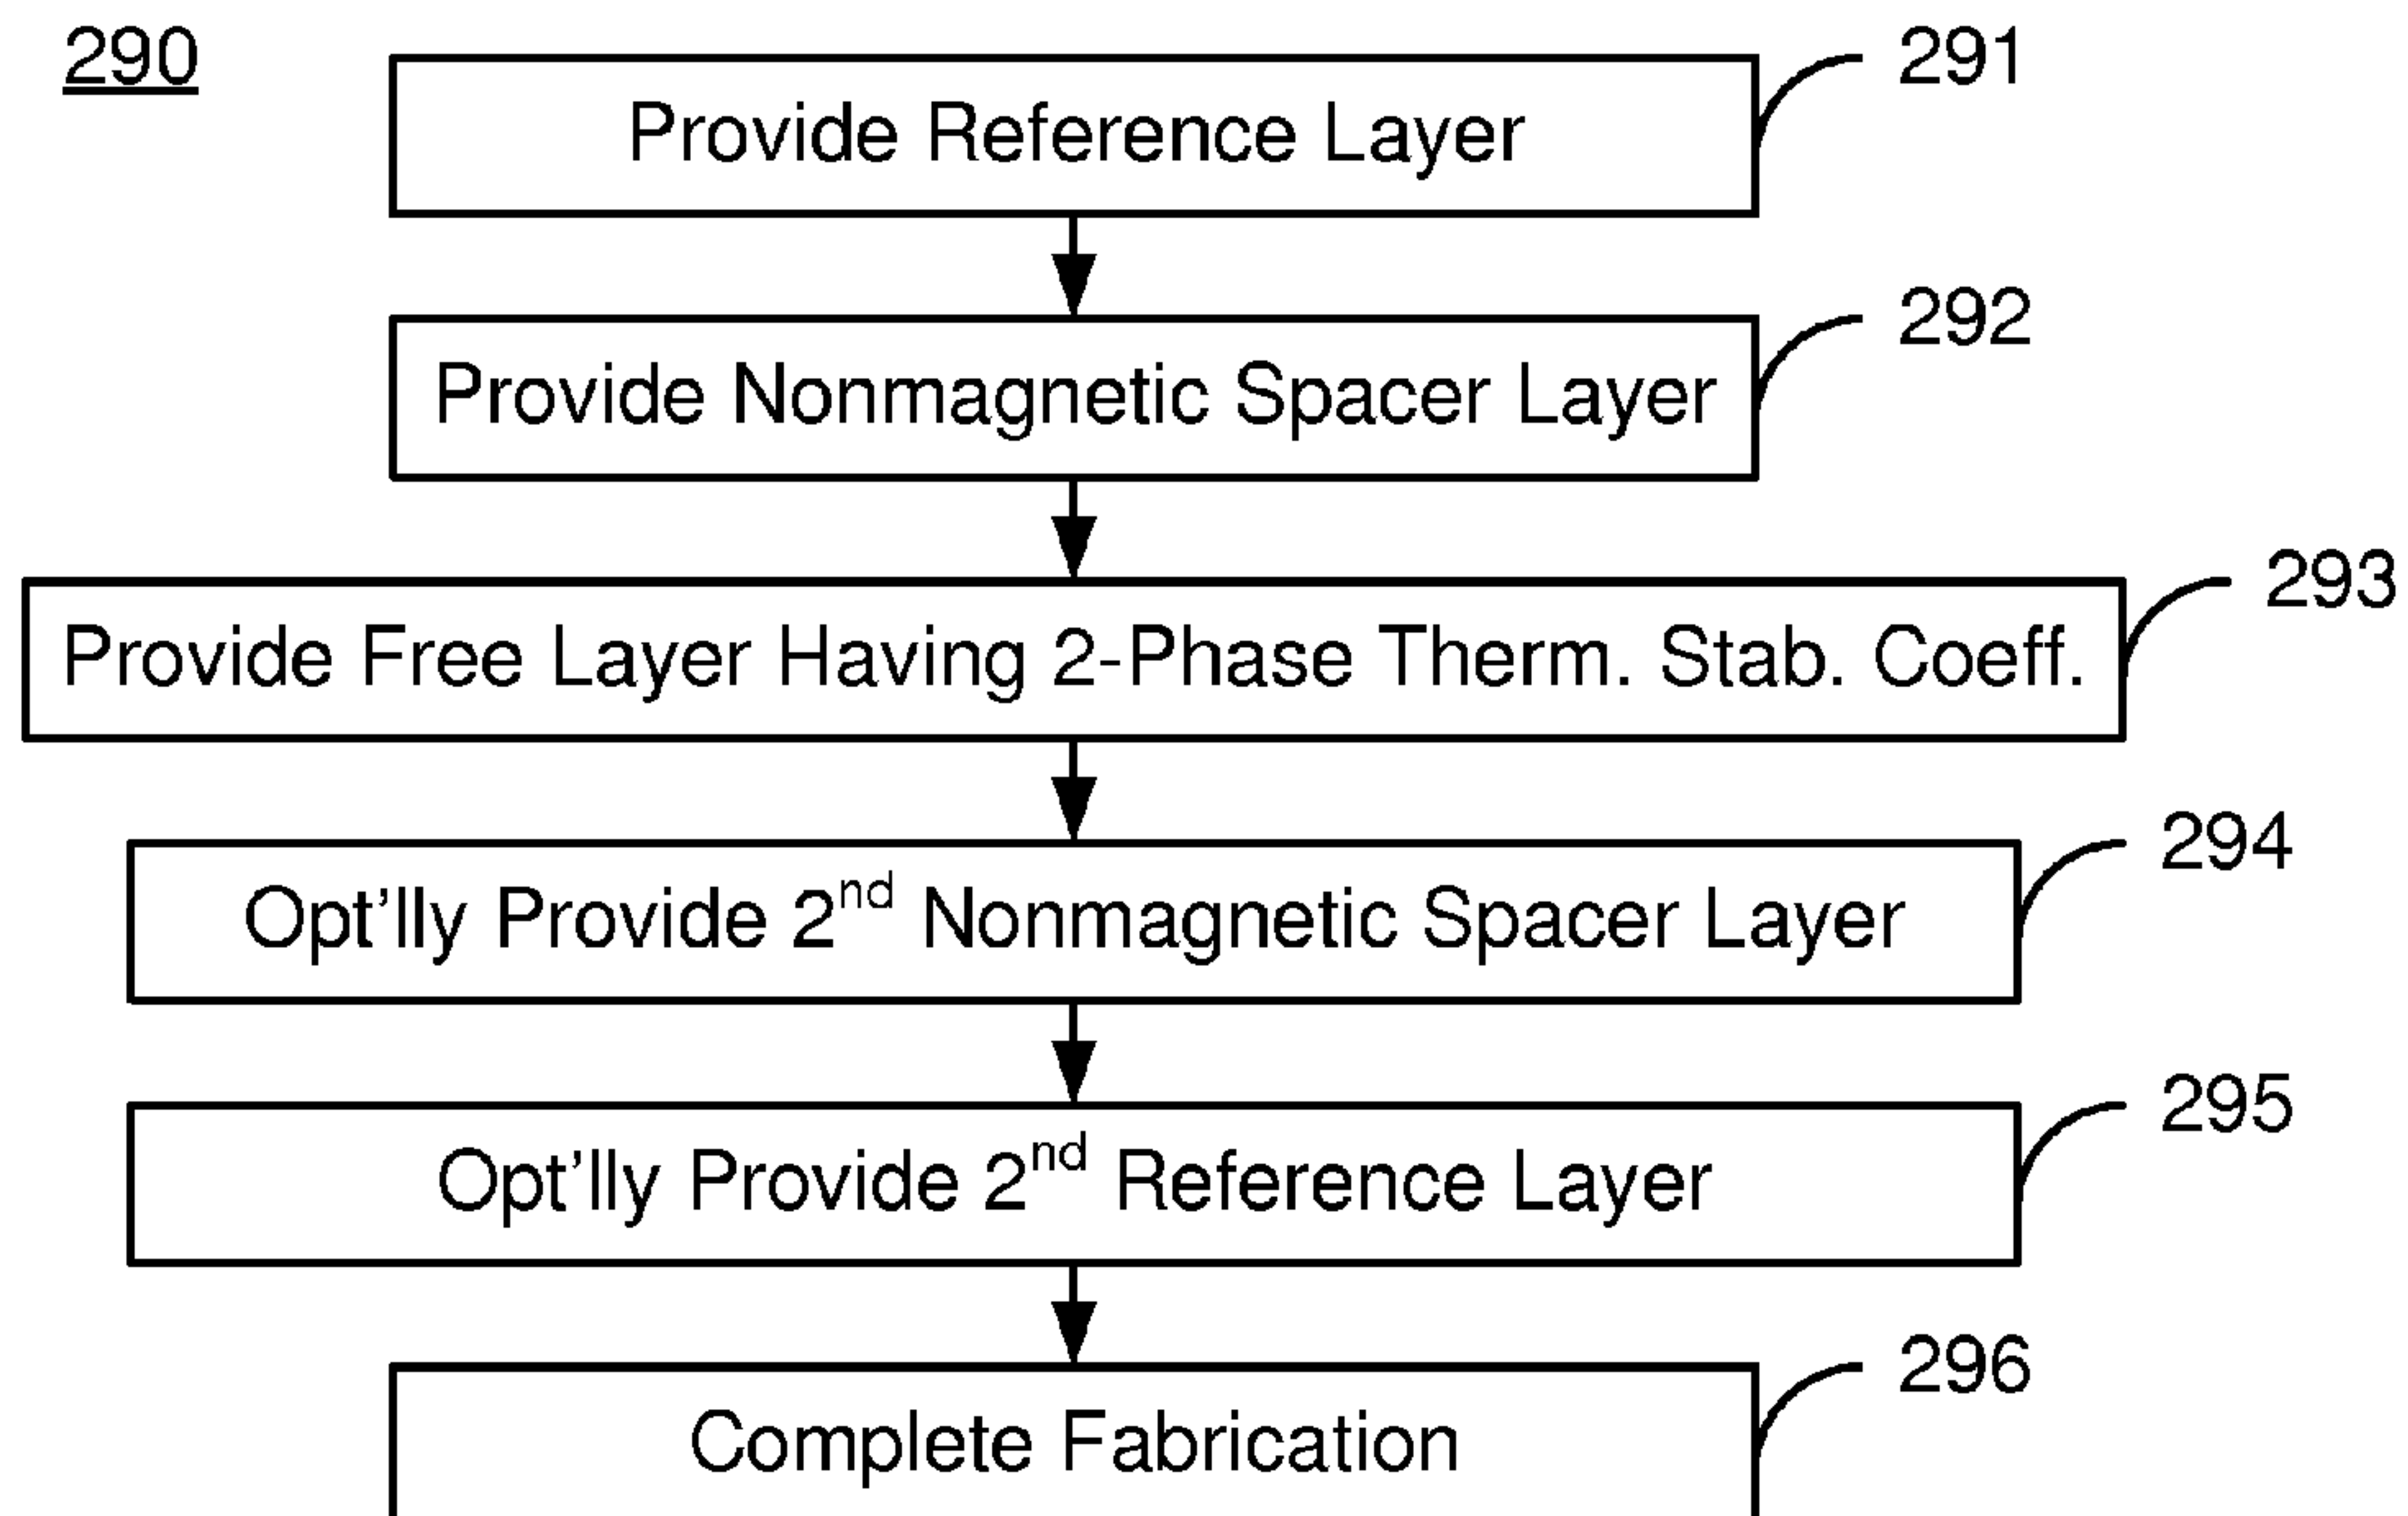 290
291
Provide Reference Layer
292
Provide Nonmagnetic Spacer Layer
293
Provide Free Layer Having 2-Phase Therm. Stab. Coeff.
294
Opt'lly Provide 2nd Nonmagnetic Spacer Layer
295
Opt'lly Provide 2nd Reference Layer
296
Complete Fabrication